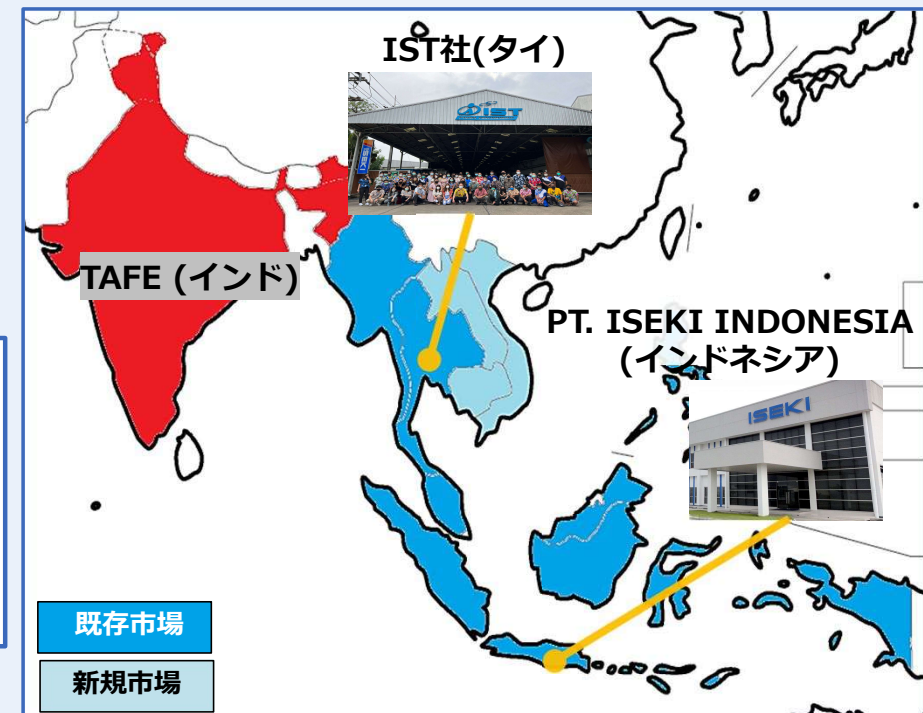 IST社(タイ)
IST
TAFE (インド)
PT. ISEKI INDONESIA
(インドネシア)
ISEKI
既存市場
新規市場